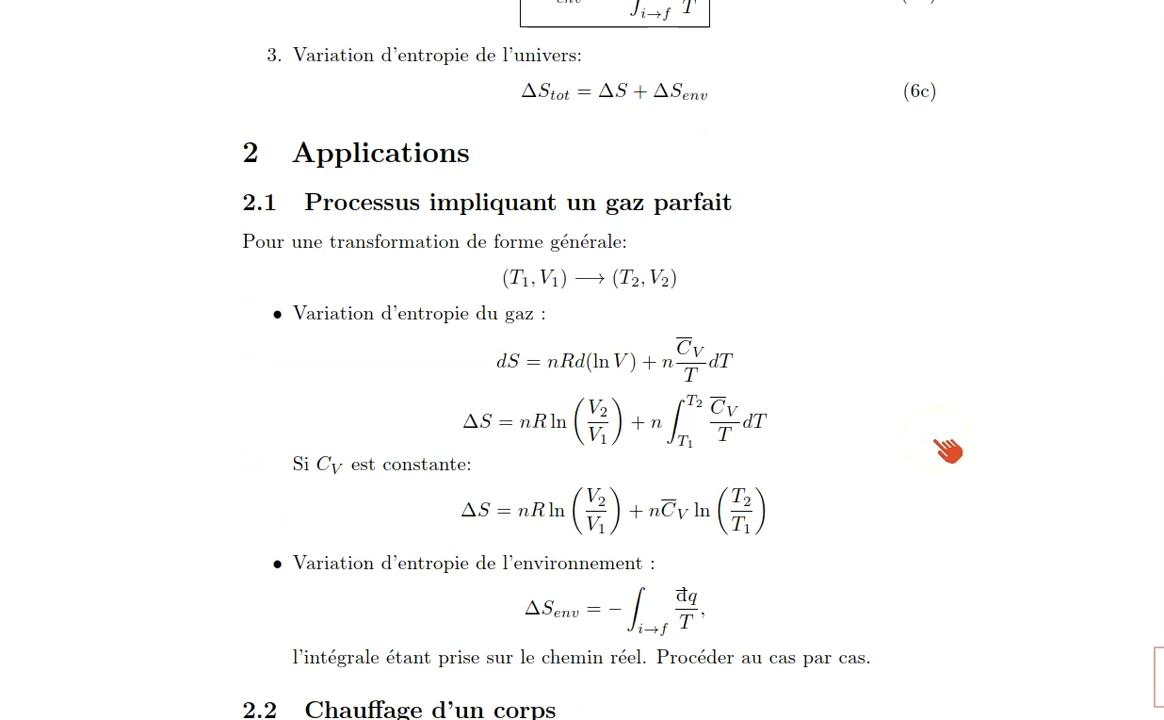 env ∫i→f T
3. Variation d'entropie de l'univers:
ΔS_tot = ΔS + ΔS_env (6c)
2 Applications
2.1 Processus impliquant un gaz parfait
Pour une transformation de forme générale:
(T₁, V₁) ⟶ (T₂, V₂)
• Variation d'entropie du gaz :
dS = nRd(ln V) + n C̅_V/T dT
ΔS = nR ln (V₂/V₁) + n ∫_{T₁}^{T₂} C̅_V/T dT
Si C_V est constante:
ΔS = nR ln (V₂/V₁) + nC̅_V ln (T₂/T₁)
• Variation d'entropie de l'environnement :
ΔS_env = − ∫_{i→f} đq/T,
l'intégrale étant prise sur le chemin réel. Procéder au cas par cas.
2.2 Chauffage d'un corps